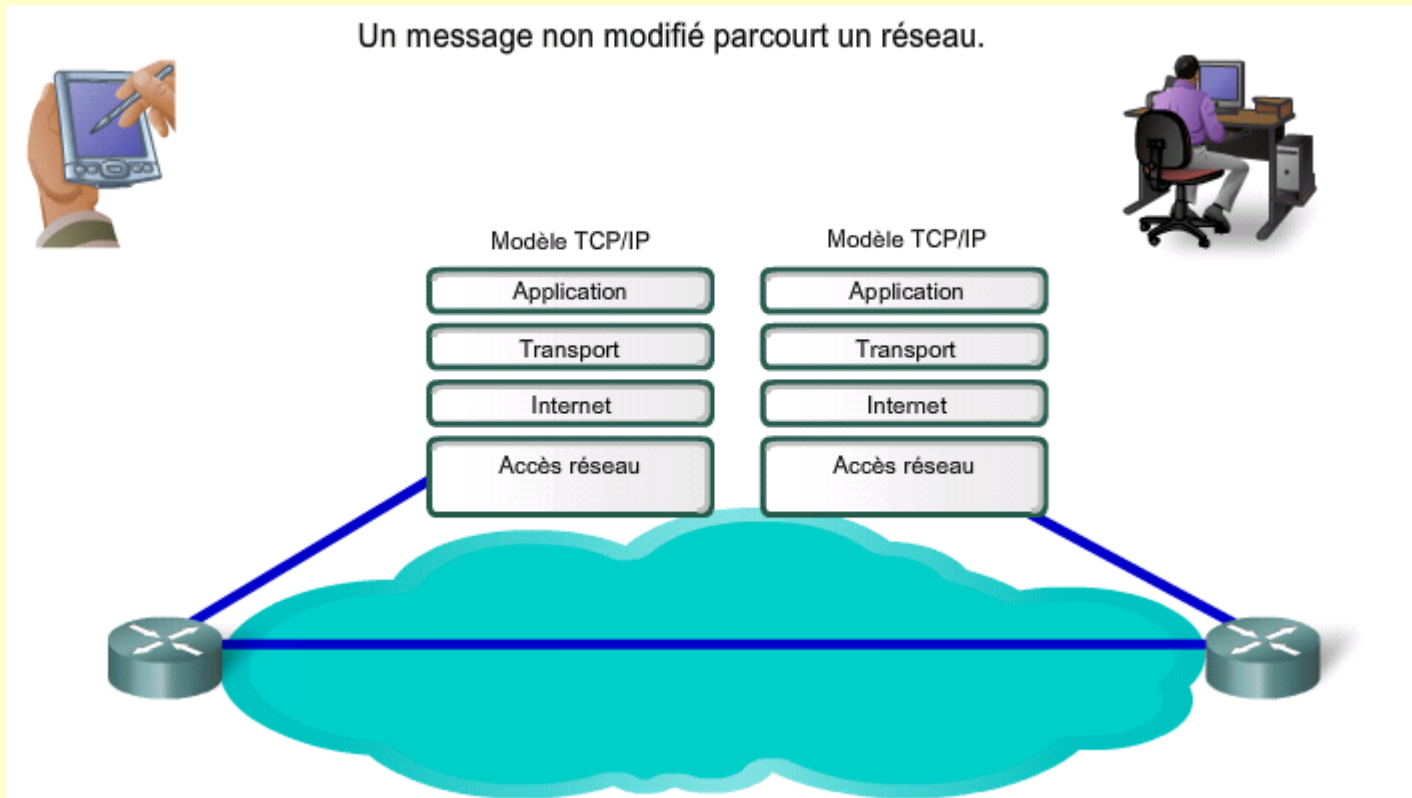 Un message non modifié parcourt un réseau.
Modèle TCP/IP
Application
Transport
Internet
Accès réseau
Modèle TCP/IP
Application
Transport
Internet
Accès réseau